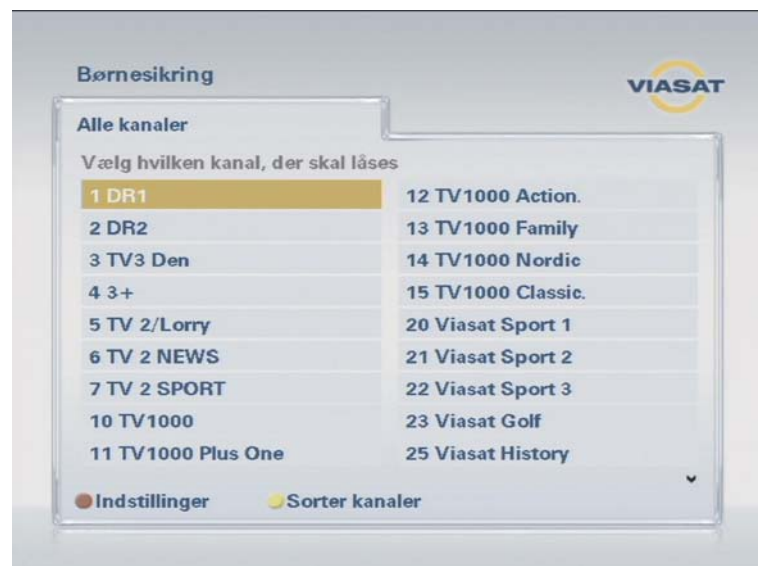 Børnesikring
VIASAT
Alle kanaler
Vælg hvilken kanal, der skal låses
1 DR1
2 DR2
3 TV3 Den
4 3+
5 TV 2/Lorry
6 TV 2 NEWS
7 TV 2 SPORT
10 TV1000
11 TV1000 Plus One
12 TV1000 Action.
13 TV1000 Family
14 TV1000 Nordic
15 TV1000 Classic.
20 Viasat Sport 1
21 Viasat Sport 2
22 Viasat Sport 3
23 Viasat Golf
25 Viasat History
Indstillinger
Sorter kanaler